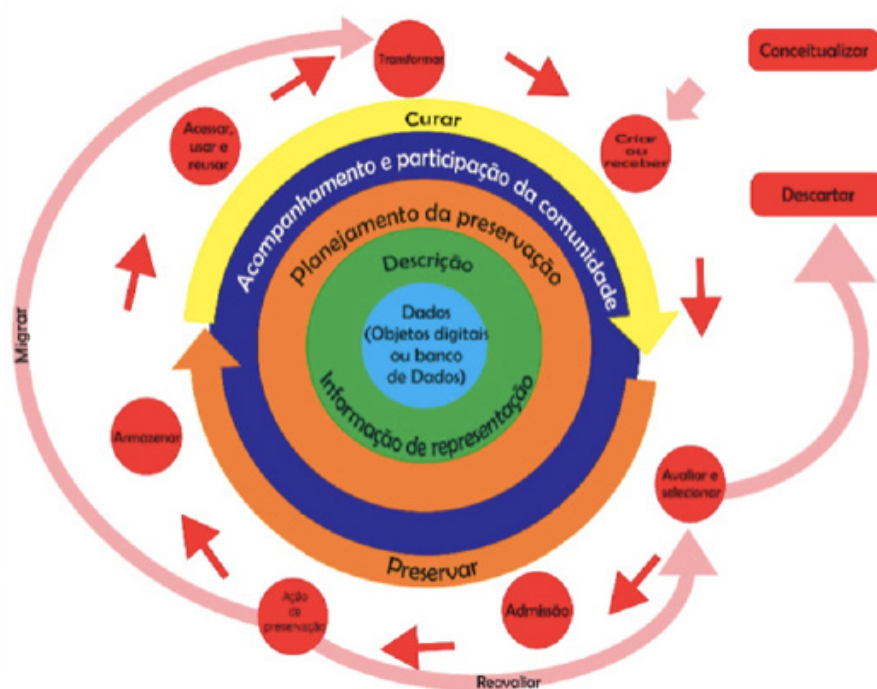 Conceitualizar
Transformar
Criar
ou
receber
Acessar,
usar e
reusar
Descartar
Curar
Acompanhamento e participação da comunidade
Planejamento da preservação
Descrição
Dados
(Objetos digitais
ou banco
de Dados)
Informação de representação
Migrar
Armazenar
Avaliar e
selecionar
Preservar
Admissão
Ação
de
preservação
Reavaliar